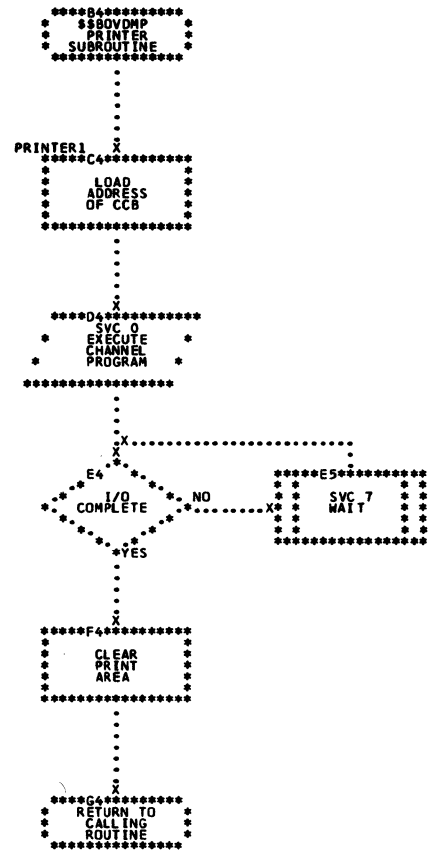 B4
$$BOVDMP
PRINTER
SUBROUTINE
PRINTER1
C4
LOAD
ADDRESS
OF CCB
D4
SVC 0
EXECUTE
CHANNEL
PROGRAM
E4
I/O
COMPLETE
NO
E5
SVC 7
WAIT
YES
F4
CLEAR
PRINT
AREA
G4
RETURN TO
CALLING
ROUTINE